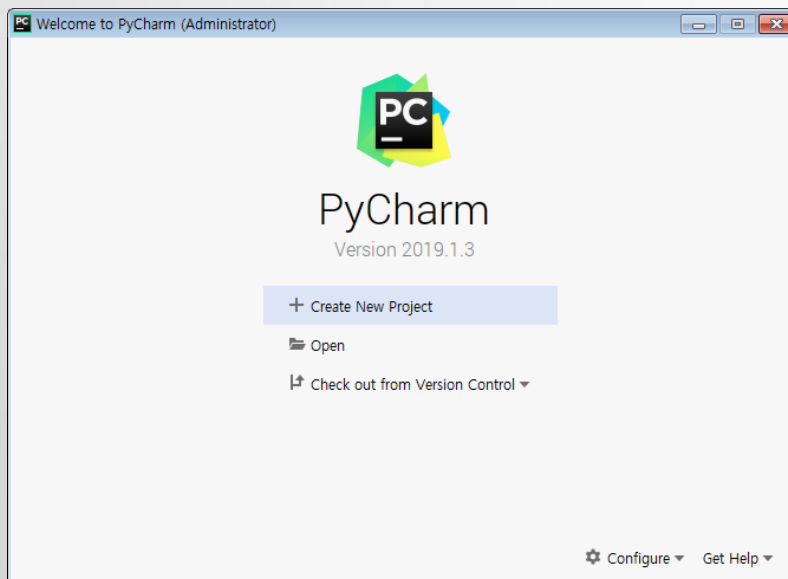 PC Welcome to PyCharm (Administrator)
PC
PyCharm
Version 2019.1.3
Create New Project
Open
Check out from Version Control
Configure Get Help